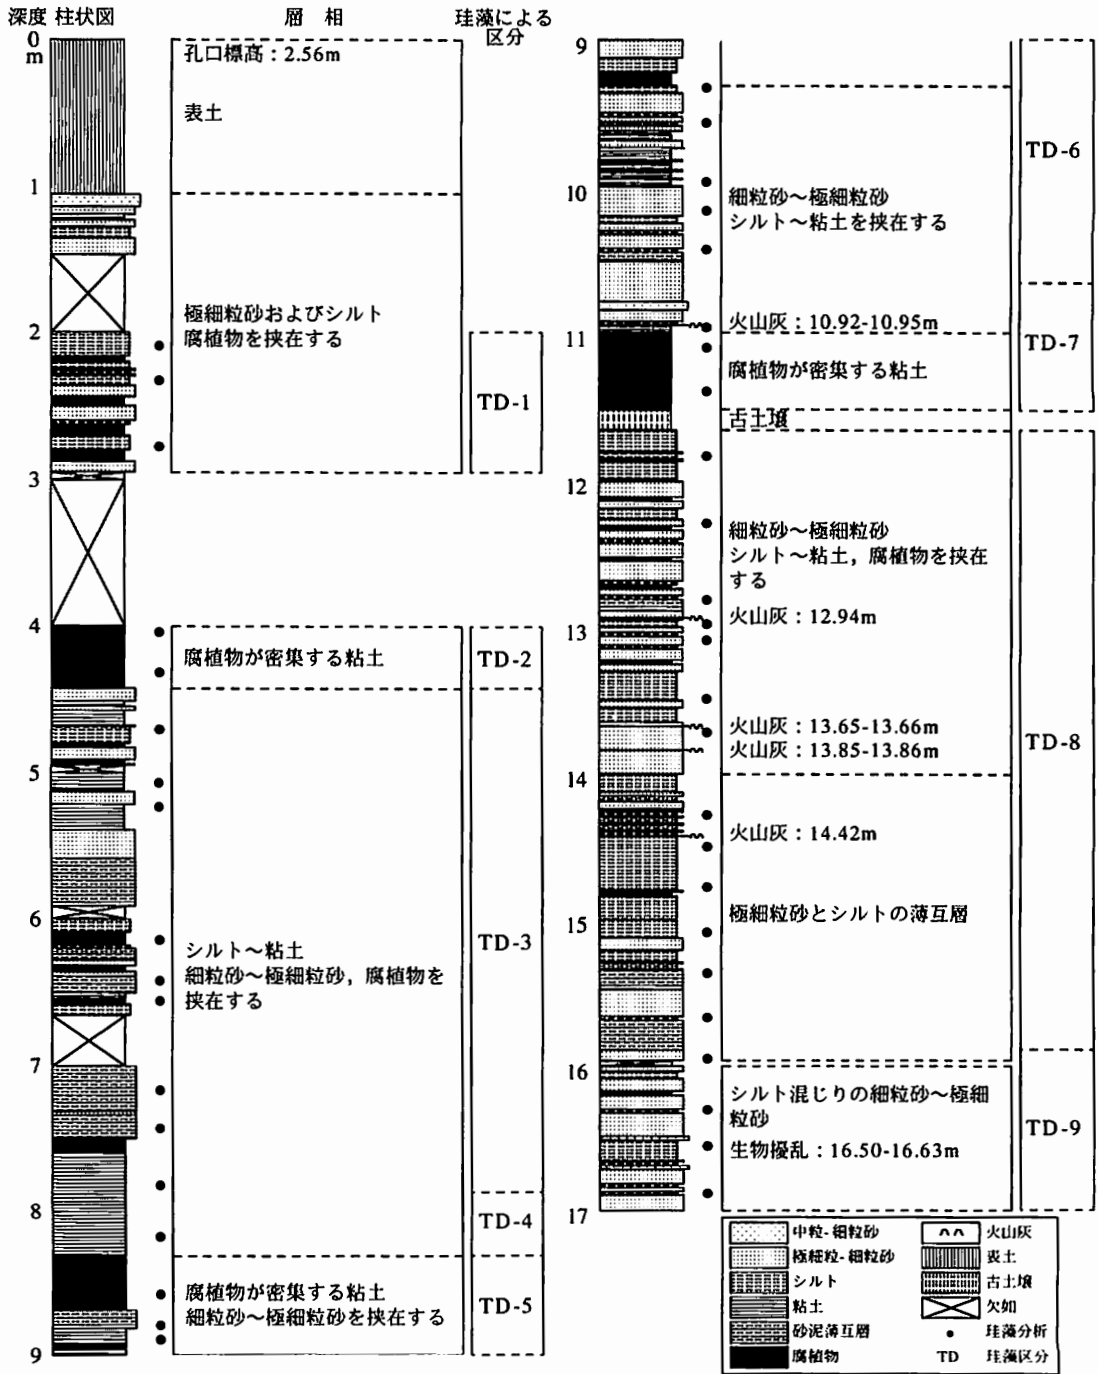 深度 柱状図
層 相
珪藻による
区分
0
m
1
2
3
4
5
6
7
8
9
孔口標高：2.56m
表土
極細粒砂およびシルト
腐植物を挟在する
TD-1
腐植物が密集する粘土
TD-2
シルト～粘土
細粒砂～極細粒砂，腐植物を
挟在する
TD-3
TD-4
腐植物が密集する粘土
細粒砂～極細粒砂を挟在する
TD-5
9
10
11
12
13
14
15
16
17
細粒砂～極細粒砂
シルト～粘土を挟在する
TD-6
火山灰：10.92-10.95m
腐植物が密集する粘土
TD-7
古土壌
細粒砂～極細粒砂
シルト～粘土，腐植物を挟在
する
火山灰：12.94m
火山灰：13.65-13.66m
火山灰：13.85-13.86m
TD-8
火山灰：14.42m
極細粒砂とシルトの薄互層
シルト混じりの細粒砂～極細
粒砂
生物擾乱：16.50-16.63m
TD-9
中粒-細粒砂
極細粒-細粒砂
シルト
粘土
砂泥薄互層
腐植物
火山灰
表土
古土壌
欠如
珪藻分析
TD 珪藻区分